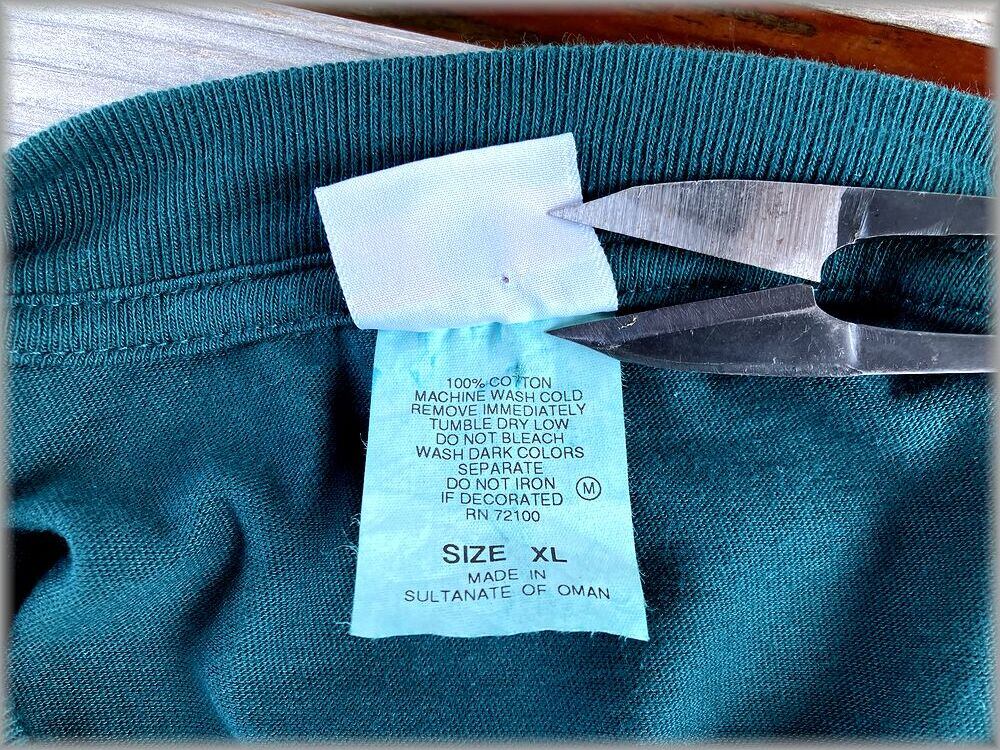 100% COTTON
MACHINE WASH COLD
REMOVE IMMEDIATELY
TUMBLE DRY LOW
DO NOT BLEACH
WASH DARK COLORS
SEPARATE
DO NOT IRON
IF DECORATED
M
RN 72100
SIZE XL
MADE IN
SULTANATE OF OMAN